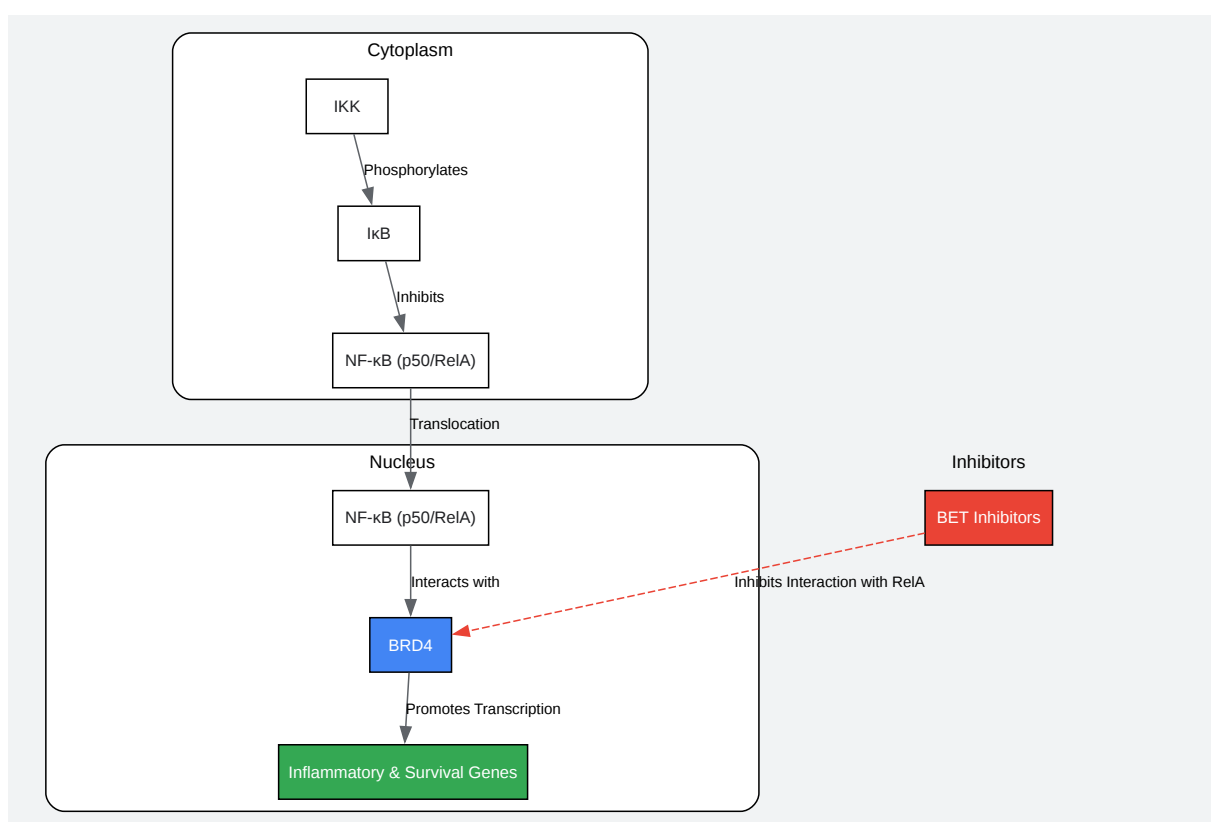 Cytoplasm
IKK
Phosphorylates
IκB
Inhibits
NF-κB (p50/RelA)
Translocation
Nucleus
Inhibitors
NF-κB (p50/RelA)
BET Inhibitors
Interacts with
Inhibits Interaction with RelA
BRD4
Promotes Transcription
Inflammatory & Survival Genes